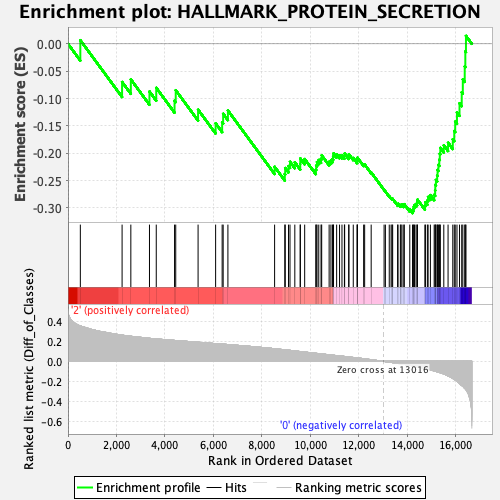 Enrichment plot: HALLMARK_PROTEIN_SECRETION
Enrichment score (ES)
0.00
-0.05
-0.10
-0.15
-0.20
-0.25
-0.30
'2' (positively correlated)
Ranked list metric (Diff_of_Classes)
0.4
0.2
0.0
-0.2
-0.4
-0.6
Zero cross at 13016
'0' (negatively correlated)
0
2,000
4,000
6,000
8,000
10,000
12,000
14,000
16,000
Rank in Ordered Dataset
Enrichment profile
Hits
Ranking metric scores